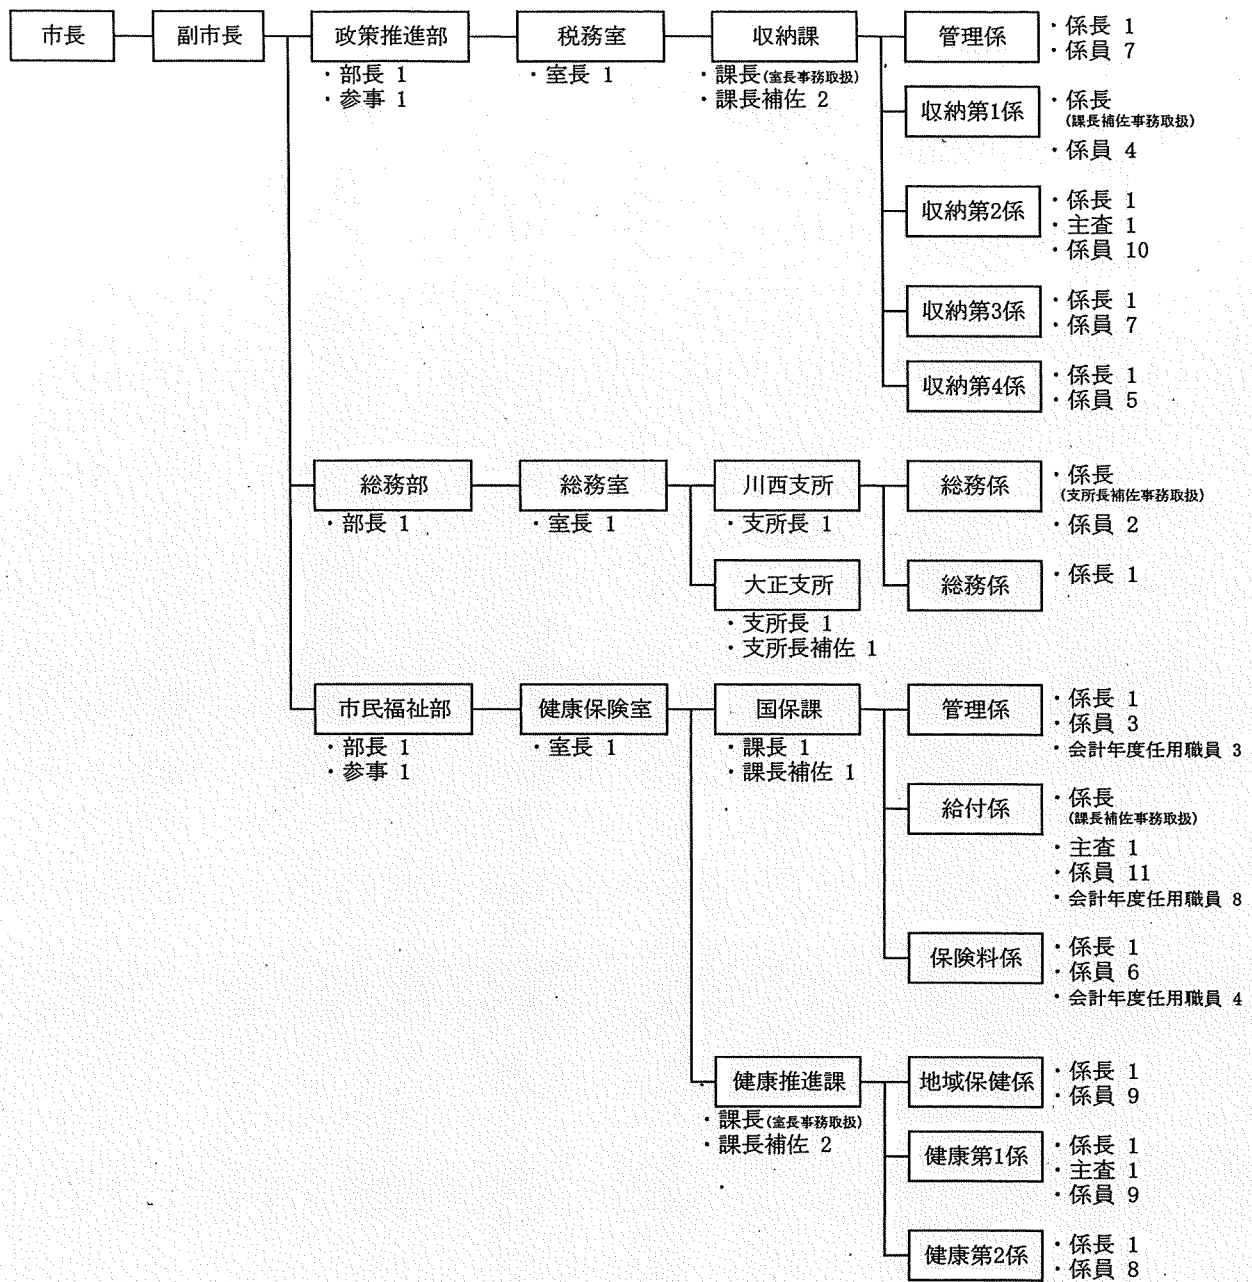 市長
副市長
政策推進部
・部長 1
・参事 1
税務室
・室長 1
収納課
・課長(室長事務取扱)
・課長補佐 2
管理係
・係長 1
・係員 7
収納第1係
・係長
(課長補佐事務取扱)
・係員 4
収納第2係
・係長 1
・主査 1
・係員 10
収納第3係
・係長 1
・係員 7
収納第4係
・係長 1
・係員 5
総務部
・部長 1
総務室
・室長 1
川西支所
・支所長 1
総務係
・係長
(支所長補佐事務取扱)
・係員 2
大正支所
・支所長 1
・支所長補佐 1
総務係
・係長 1
市民福祉部
・部長 1
・参事 1
健康保険室
・室長 1
国保課
・課長 1
・課長補佐 1
管理係
・係長 1
・係員 3
・会計年度任用職員 3
給付係
・係長
(課長補佐事務取扱)
・主査 1
・係員 11
・会計年度任用職員 8
保険料係
・係長 1
・係員 6
・会計年度任用職員 4
健康推進課
・課長(室長事務取扱)
・課長補佐 2
地域保健係
・係長 1
・係員 9
健康第1係
・係長 1
・主査 1
・係員 9
健康第2係
・係長 1
・係員 8